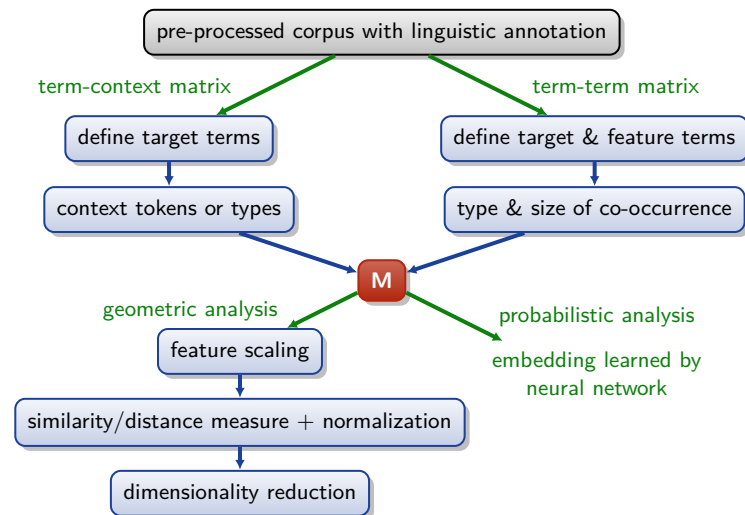 pre-processed corpus with linguistic annotation
term-context matrix
term-term matrix
define target terms
define target & feature terms
context tokens or types
type & size of co-occurrence
M
geometric analysis
probabilistic analysis
feature scaling
embedding learned by
neural network
similarity/distance measure + normalization
dimensionality reduction